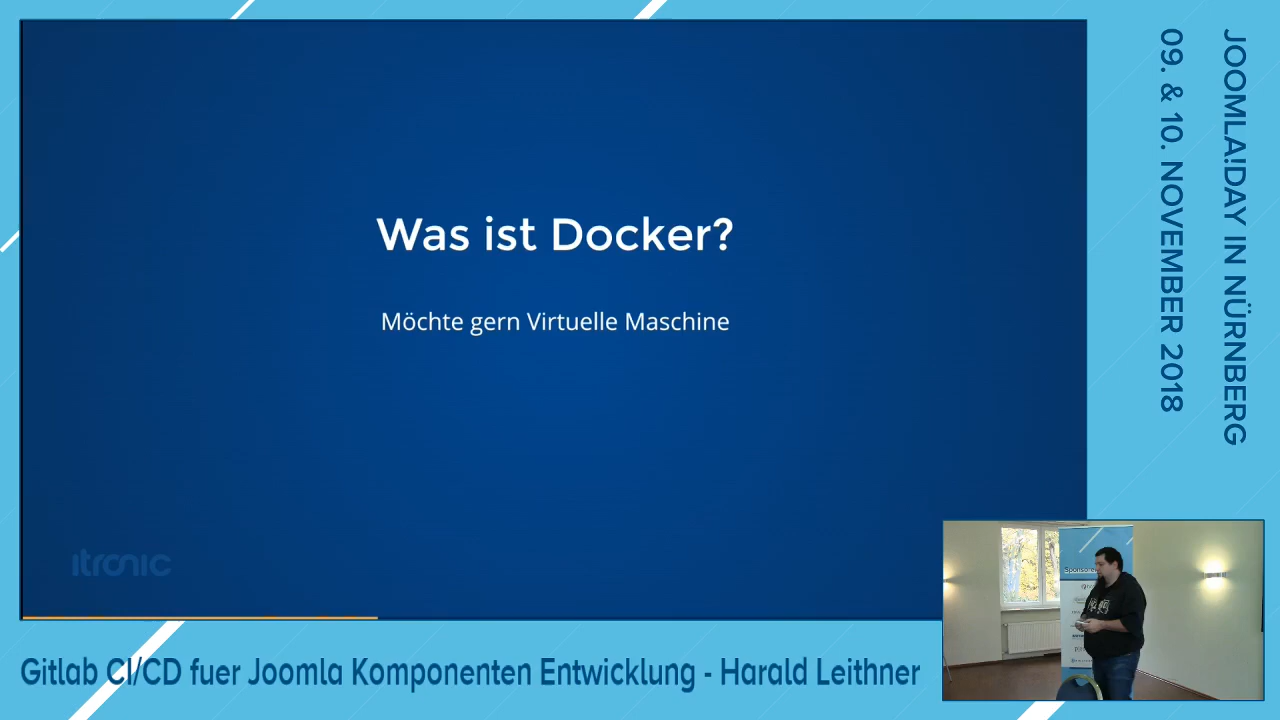 Was ist Docker?
Möchte gern Virtuelle Maschine
itronic
JOOMLA!DAY IN NÜRNBERG
09. & 10. NOVEMBER 2018
Sponsoren
Gitlab CI/CD fuer Joomla Komponenten Entwicklung - Harald Leithner